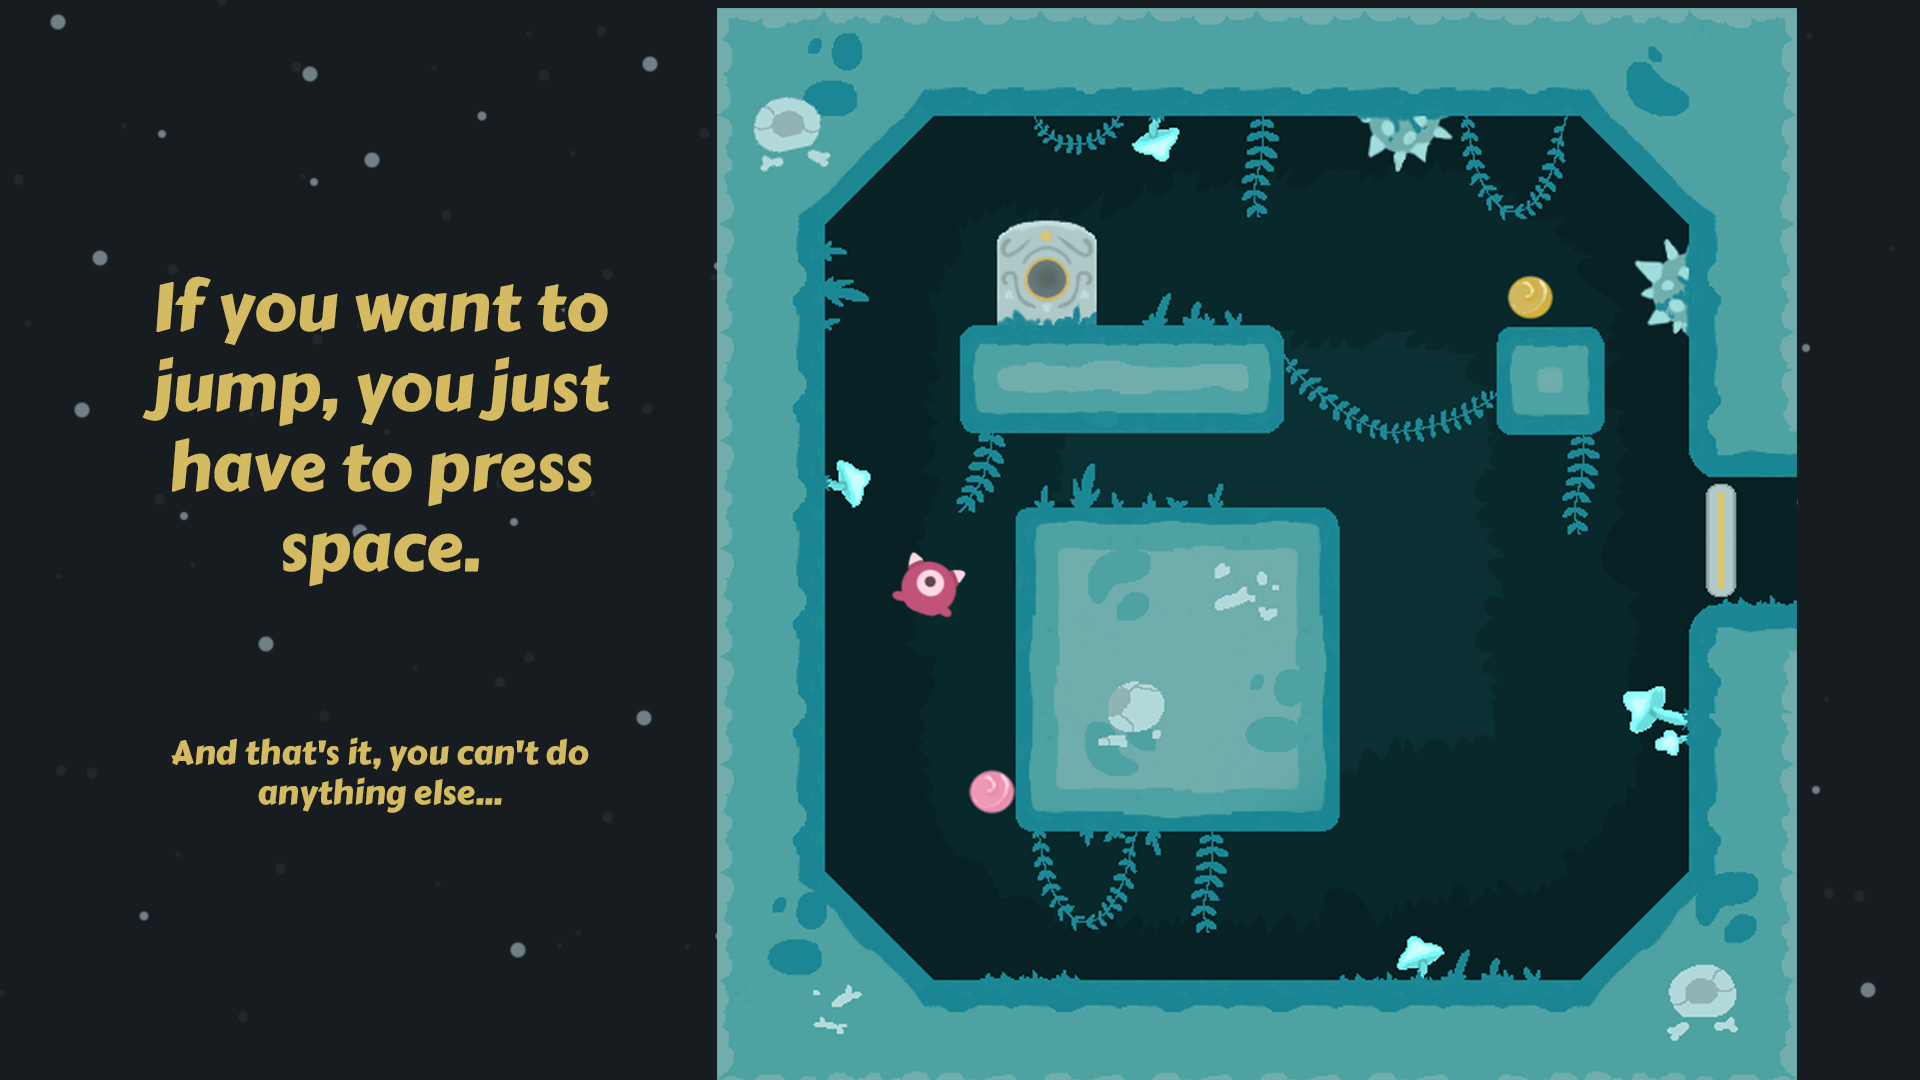 If you want to
jump, you just
have to press
space.
And that's it, you can't do
anything else...